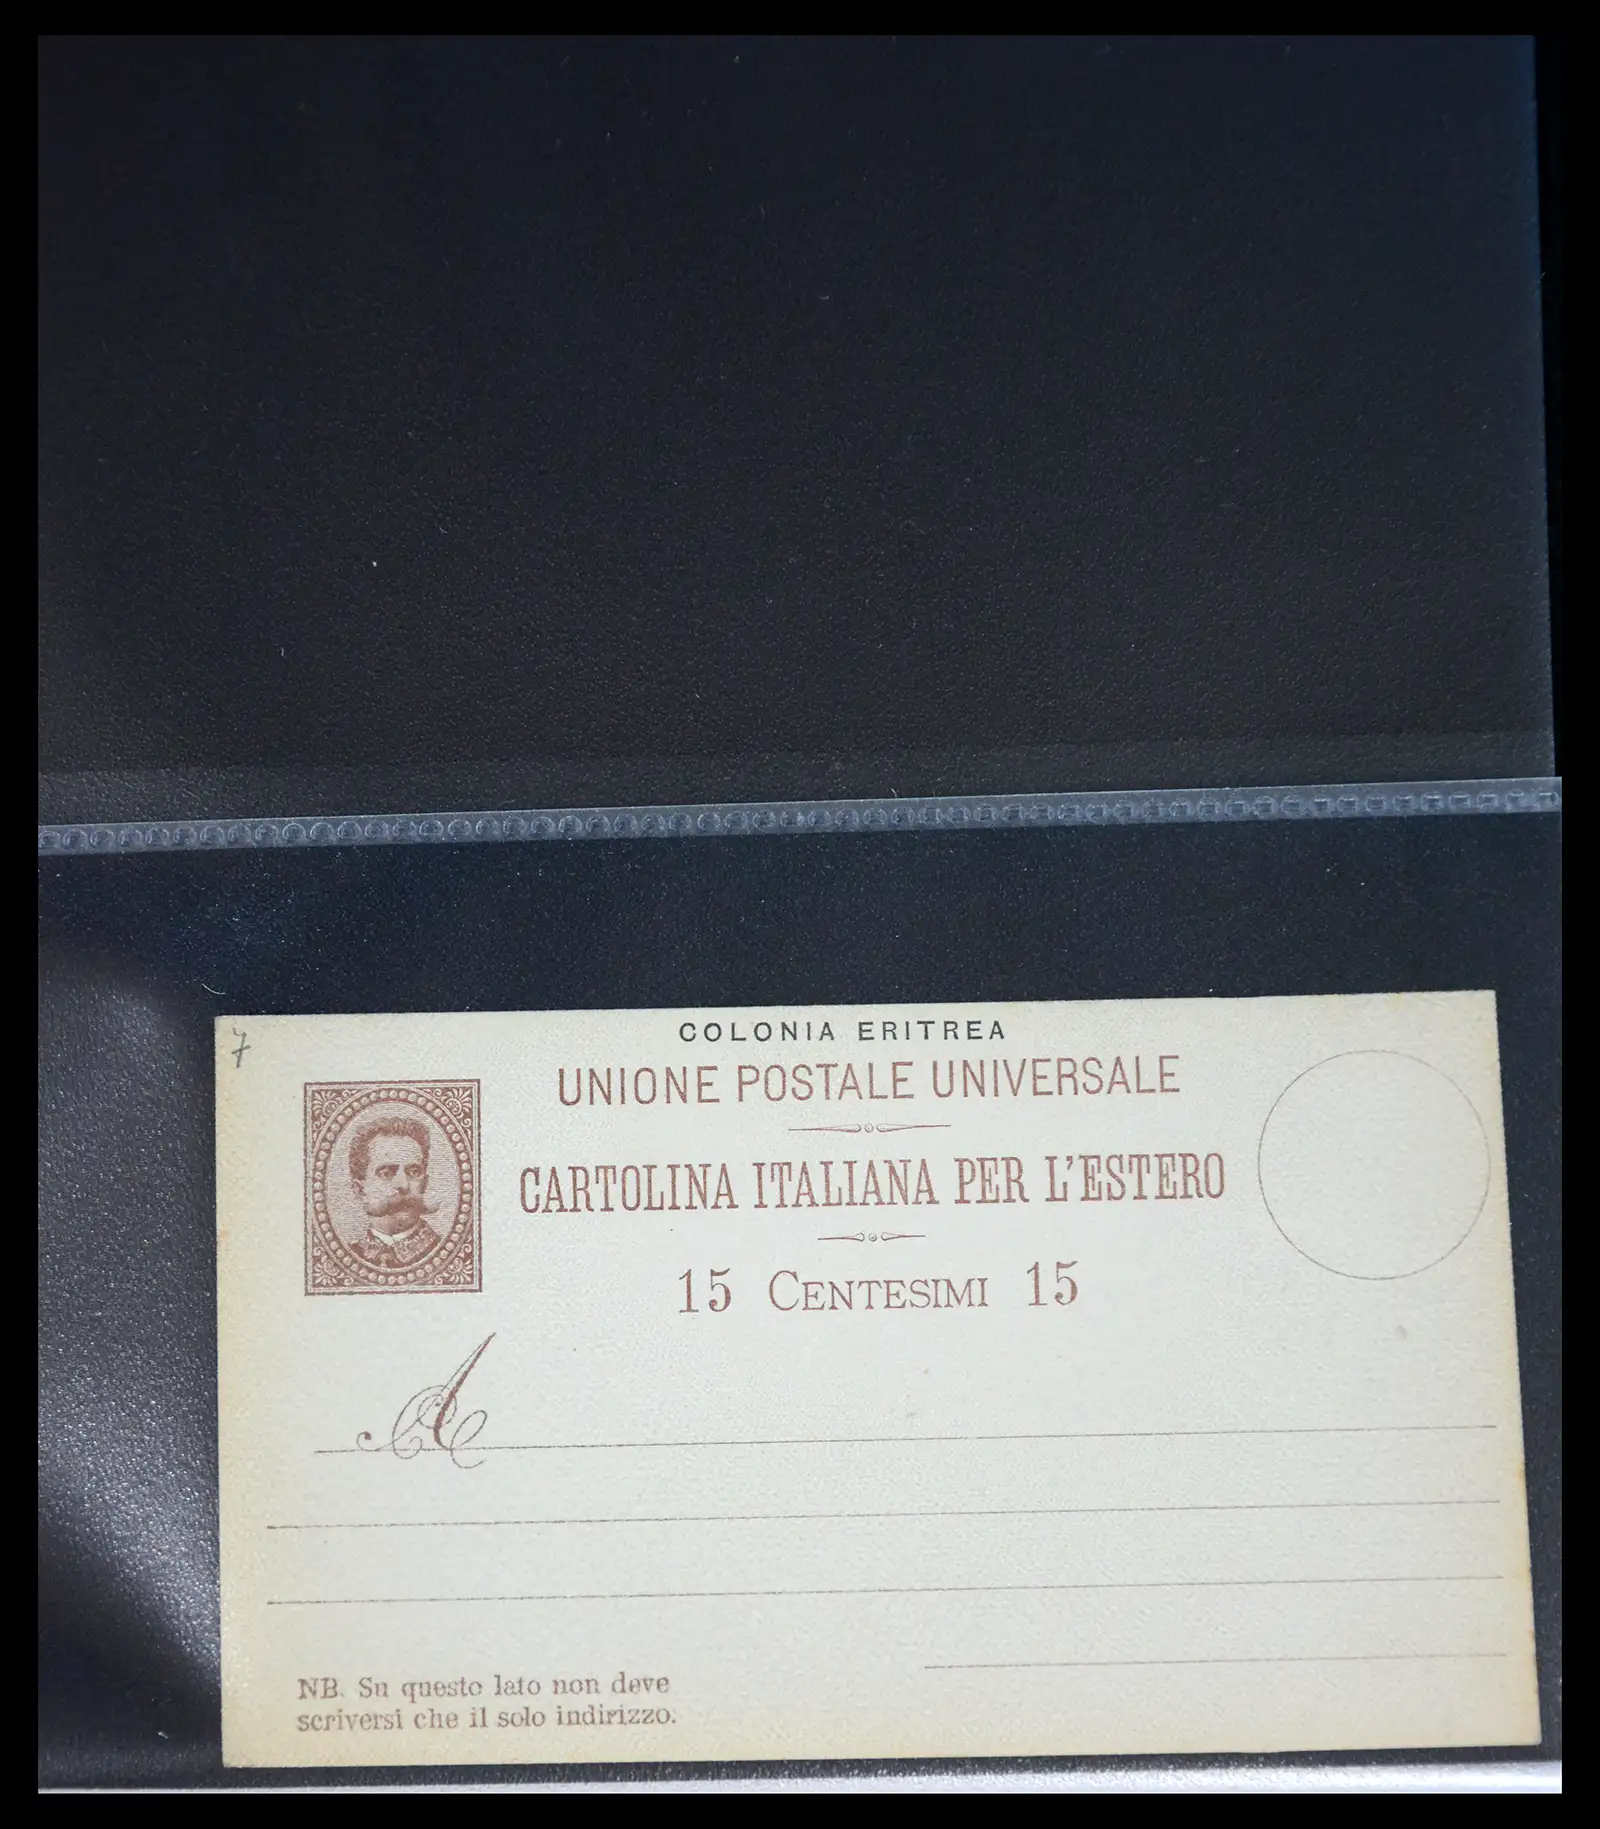 7
COLONIA ERITREA
UNIONE POSTALE UNIVERSALE
CARTOLINA ITALIANA PER L'ESTERO
15 CENTESIMI 15
A
NB. Su questo lato non deve
scriversi che il solo indirizzo.